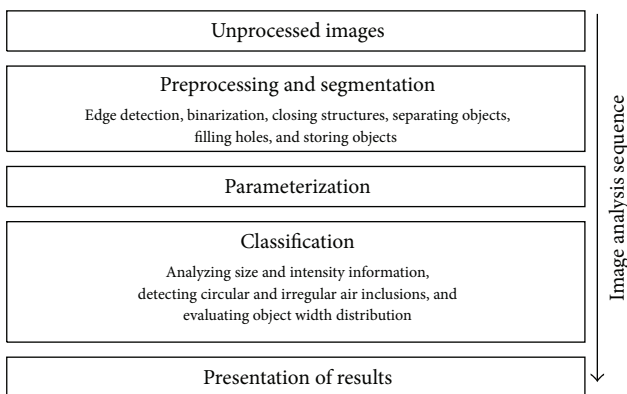 Unprocessed images
Preprocessing and segmentation
Edge detection, binarization, closing structures, separating objects,
filling holes, and storing objects
Parameterization
Classification
Analyzing size and intensity information,
detecting circular and irregular air inclusions, and
evaluating object width distribution
Presentation of results
Image analysis sequence